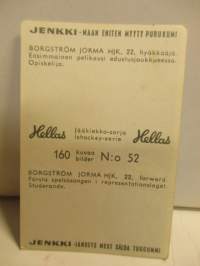 JENKKI - MAAN ENITEN MYYTY PURUKUMI
BORGSTRÖM JORMA HJK, 22, hyökkääjä.
Ensimmäinen pelikausi edustusjoukkueessa.
Opiskelija.
Hellas jääkiekko-sarja Hellas
ishockey-serie
160 kuvaa N:o 52
bilder
BORGSTRÖM JORMA HJK, 22, forward.
Första spelsäsongen i representationslaget.
Studerande.
JENKKI - LANDETS MEST SÅLDA TUGGUMMI